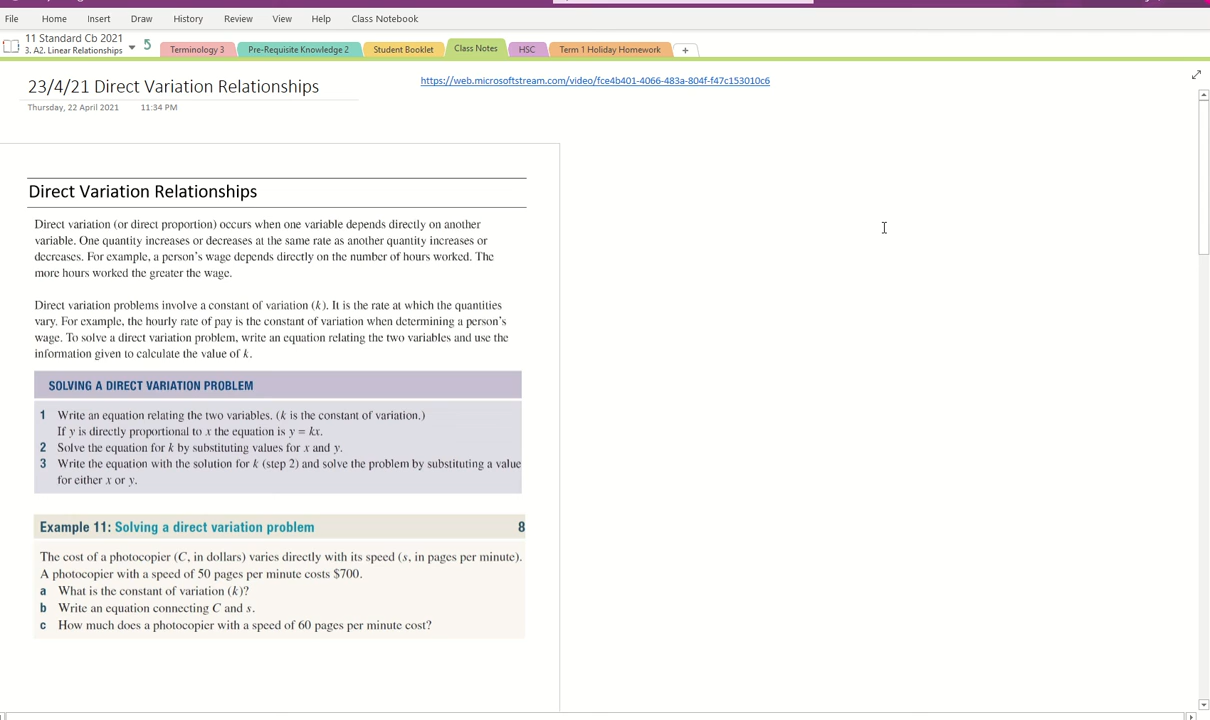 File Home Insert Draw History Review View Help Class Notebook
11 Standard Cb 2021
3. A2. Linear Relationships
Terminology 3 Pre-Requisite Knowledge 2 Student Booklet Class Notes HSC Term 1 Holiday Homework +
23/4/21 Direct Variation Relationships
https://web.microsoftstream.com/video/fce4b401-4066-483a-804f-f47c153010c6
Thursday, 22 April 2021 11:34 PM
Direct Variation Relationships
Direct variation (or direct proportion) occurs when one variable depends directly on another
variable. One quantity increases or decreases at the same rate as another quantity increases or
decreases. For example, a person's wage depends directly on the number of hours worked. The
more hours worked the greater the wage.
Direct variation problems involve a constant of variation (k). It is the rate at which the quantities
vary. For example, the hourly rate of pay is the constant of variation when determining a person's
wage. To solve a direct variation problem, write an equation relating the two variables and use the
information given to calculate the value of k.
SOLVING A DIRECT VARIATION PROBLEM
1 Write an equation relating the two variables. (k is the constant of variation.)
If y is directly proportional to x the equation is y = kx.
2 Solve the equation for k by substituting values for x and y.
3 Write the equation with the solution for k (step 2) and solve the problem by substituting a value
for either x or y.
Example 11: Solving a direct variation problem 8
The cost of a photocopier (C, in dollars) varies directly with its speed (s, in pages per minute).
A photocopier with a speed of 50 pages per minute costs $700.
a What is the constant of variation (k)?
b Write an equation connecting C and s.
c How much does a photocopier with a speed of 60 pages per minute cost?